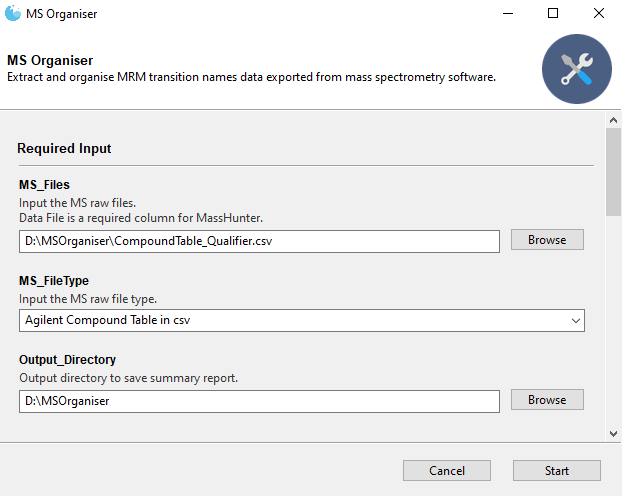 MS Organiser
MS Organiser
Extract and organise MRM transition names data exported from mass spectrometry software.
Required Input
MS_Files
Input the MS raw files.
Data File is a required column for MassHunter.
D:\MSOrganiser\CompoundTable_Qualifier.csv
Browse
MS_FileType
Input the MS raw file type.
Agilent Compound Table in csv
Output_Directory
Output directory to save summary report.
D:\MSOrganiser
Browse
Cancel
Start